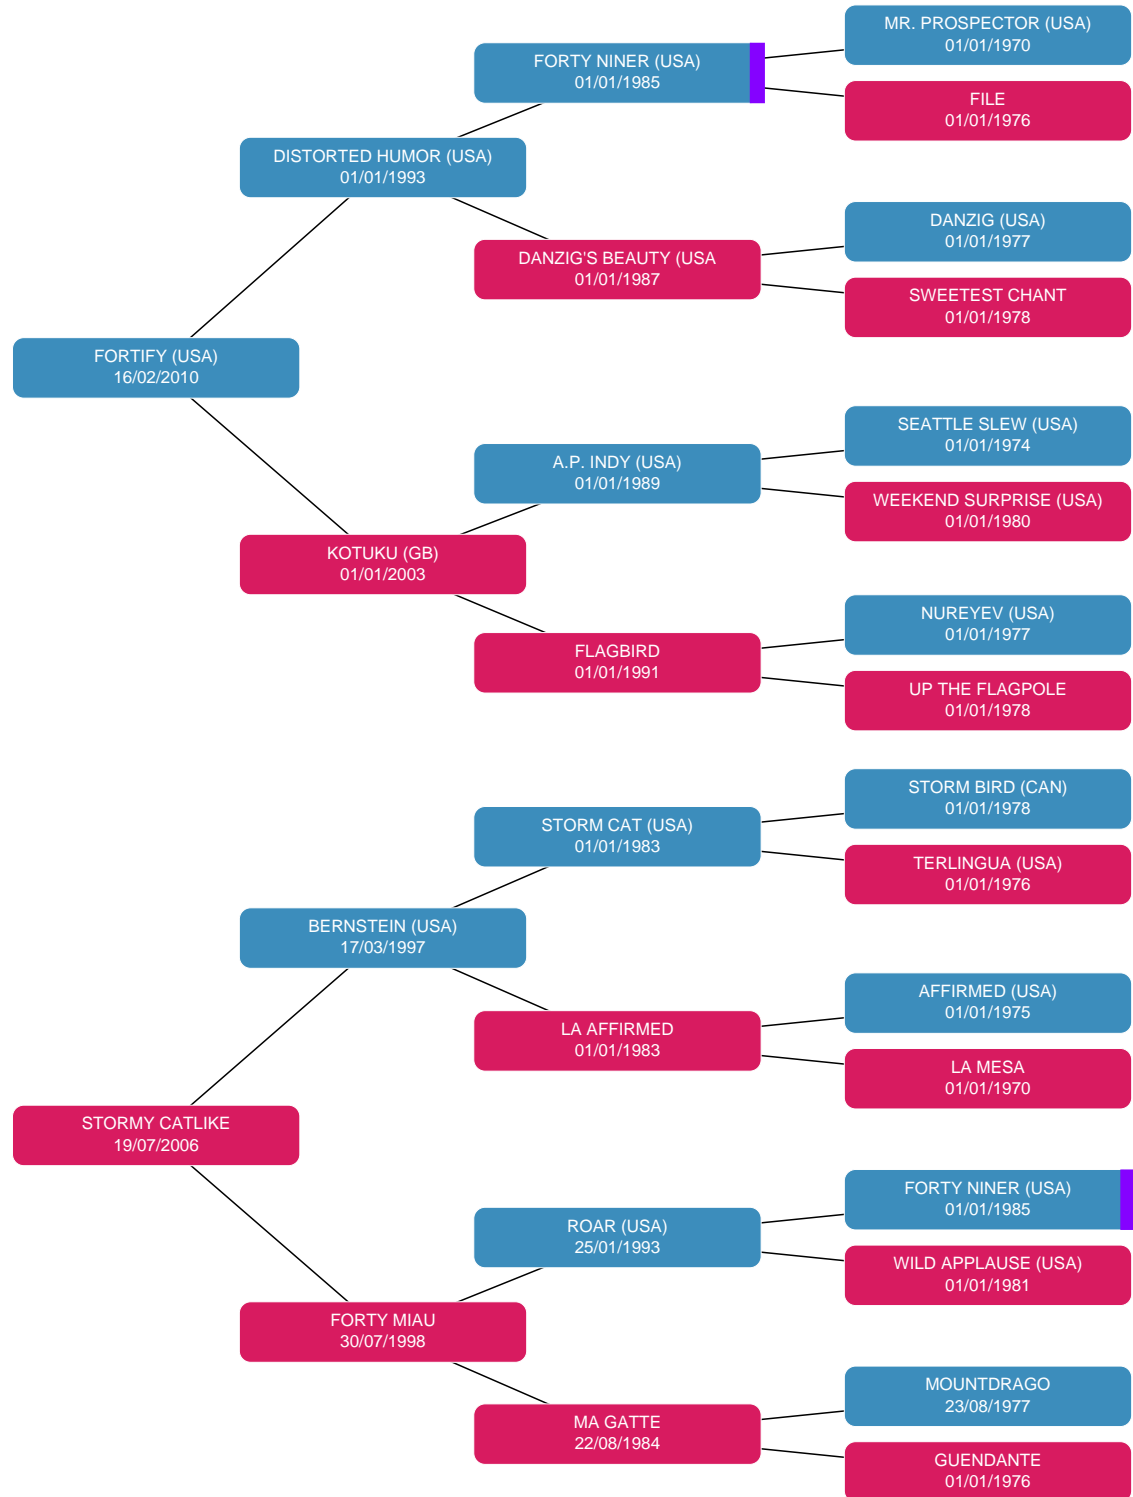 MR. PROSPECTOR (USA)
01/01/1970
FORTY NINER (USA)
01/01/1985
FILE
01/01/1976
DISTORTED HUMOR (USA)
01/01/1993
DANZIG (USA)
01/01/1977
DANZIG'S BEAUTY (USA
01/01/1987
SWEETEST CHANT
01/01/1978
FORTIFY (USA)
16/02/2010
SEATTLE SLEW (USA)
01/01/1974
A.P. INDY (USA)
01/01/1989
WEEKEND SURPRISE (USA)
01/01/1980
KOTUKU (GB)
01/01/2003
NUREYEV (USA)
01/01/1977
FLAGBIRD
01/01/1991
UP THE FLAGPOLE
01/01/1978
STORM BIRD (CAN)
01/01/1978
STORM CAT (USA)
01/01/1983
TERLINGUA (USA)
01/01/1976
BERNSTEIN (USA)
17/03/1997
AFFIRMED (USA)
01/01/1975
LA AFFIRMED
01/01/1983
LA MESA
01/01/1970
STORMY CATLIKE
19/07/2006
FORTY NINER (USA)
01/01/1985
ROAR (USA)
25/01/1993
WILD APPLAUSE (USA)
01/01/1981
FORTY MIAU
30/07/1998
MOUNTDRAGO
23/08/1977
MA GATTE
22/08/1984
GUENDANTE
01/01/1976